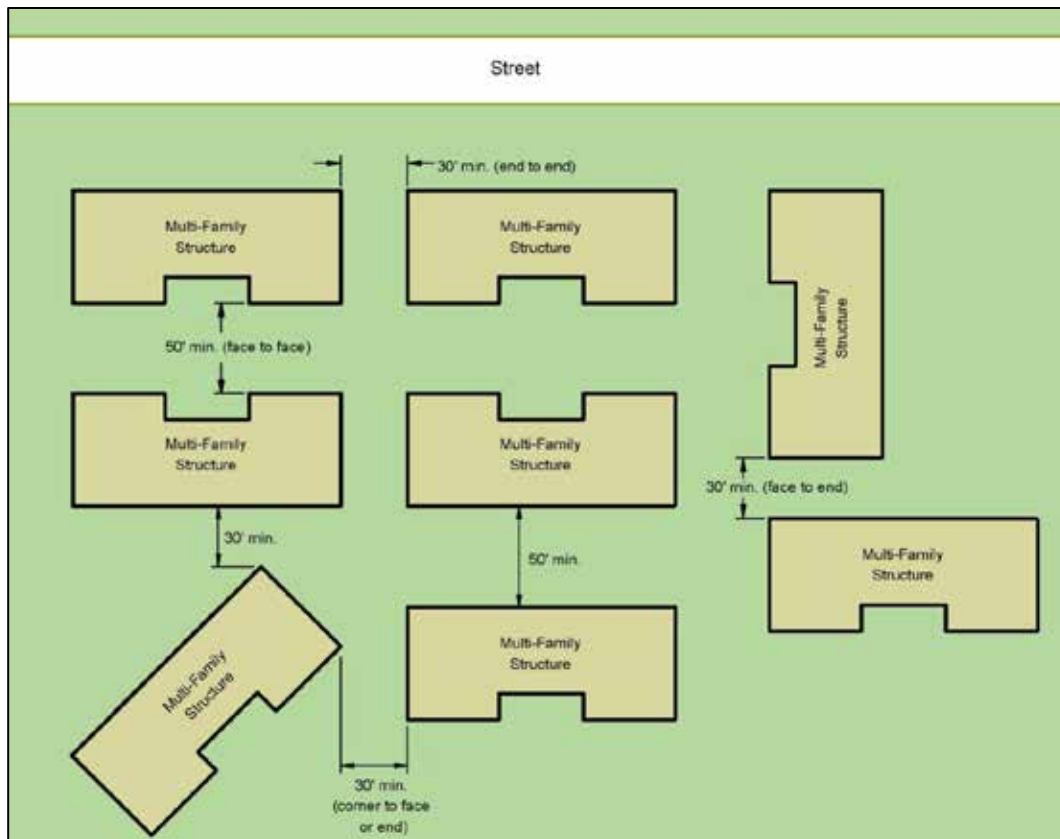 Street
30' min. (end to end)
Multi-Family
Structure
Multi-Family
Structure
Multi-Family
Structure
50' min. (face to face)
Multi-Family
Structure
Multi-Family
Structure
30' min. (face to end)
30' min.
50' min.
Multi-Family
Structure
Multi-Family
Structure
Multi-Family
Structure
30' min.
(corner to face
or end)